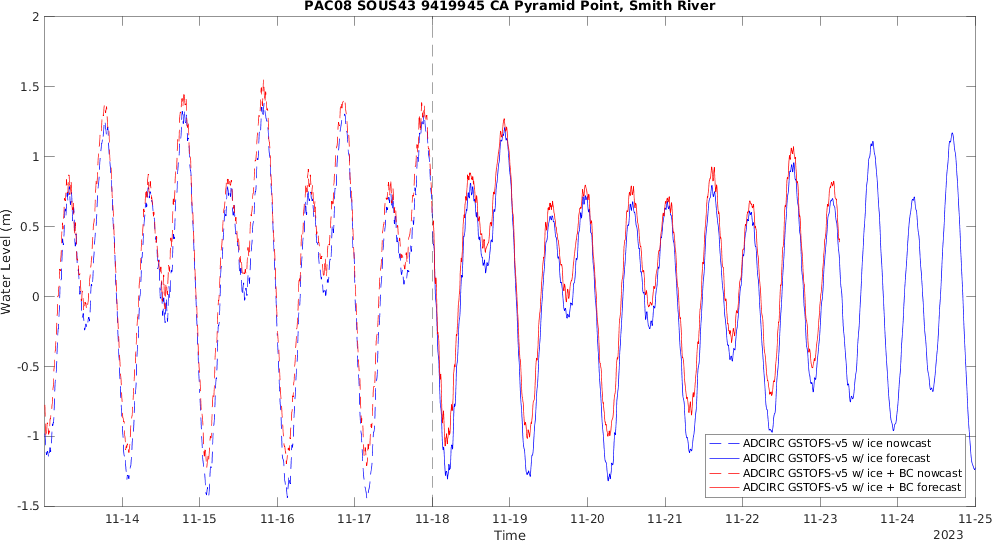 PAC08 SOUS43 9419945 CA Pyramid Point, Smith River
2
1.5
1
0.5
0
-0.5
-1
-1.5
Water Level (m)
11-14 11-15 11-16 11-17 11-18 11-19 11-20 11-21 11-22 11-23 11-24 11-25
Time
2023
ADCIRC GSTOFS-v5 w/ ice nowcast
ADCIRC GSTOFS-v5 w/ ice forecast
ADCIRC GSTOFS-v5 w/ ice + BC nowcast
ADCIRC GSTOFS-v5 w/ ice + BC forecast